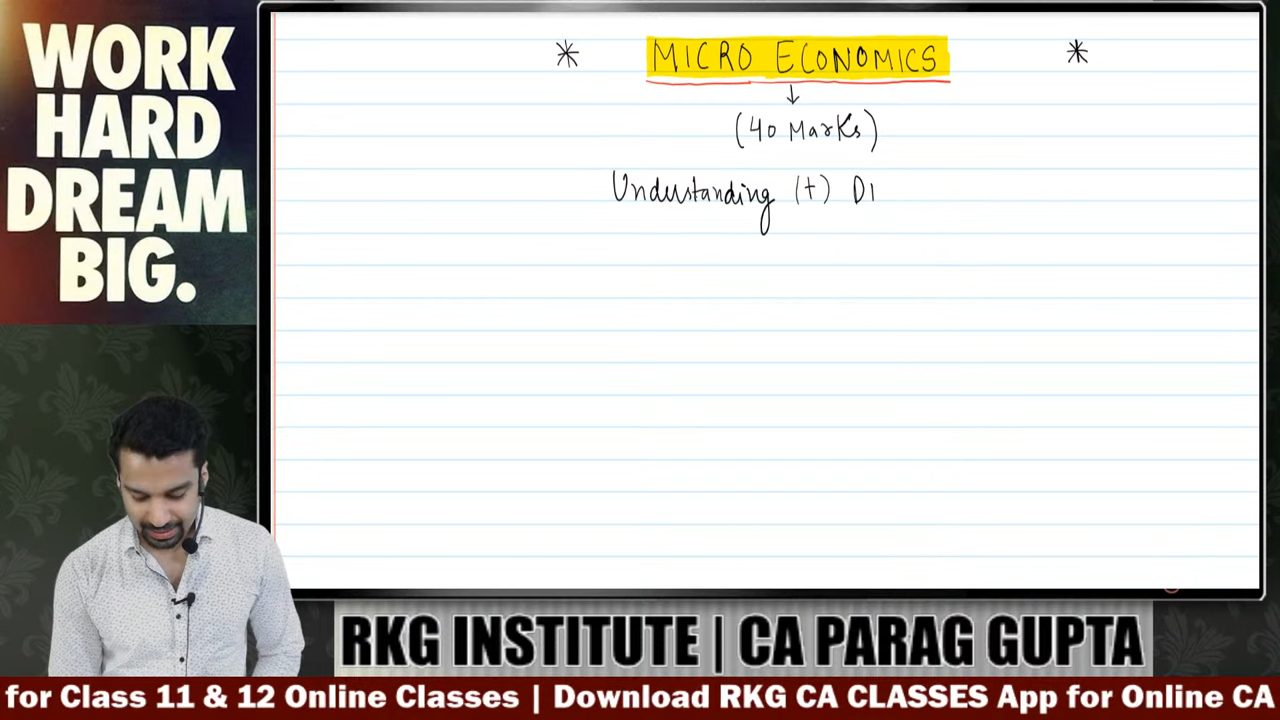 WORK
HARD
DREAM
BIG.
* MICRO ECONOMICS *
↓
(40 Marks)
Understanding (+)
RKG INSTITUTE | CA PARAG GUPTA
for Class 11 & 12 Online Classes | Download RKG CA CLASSES App for Online CA